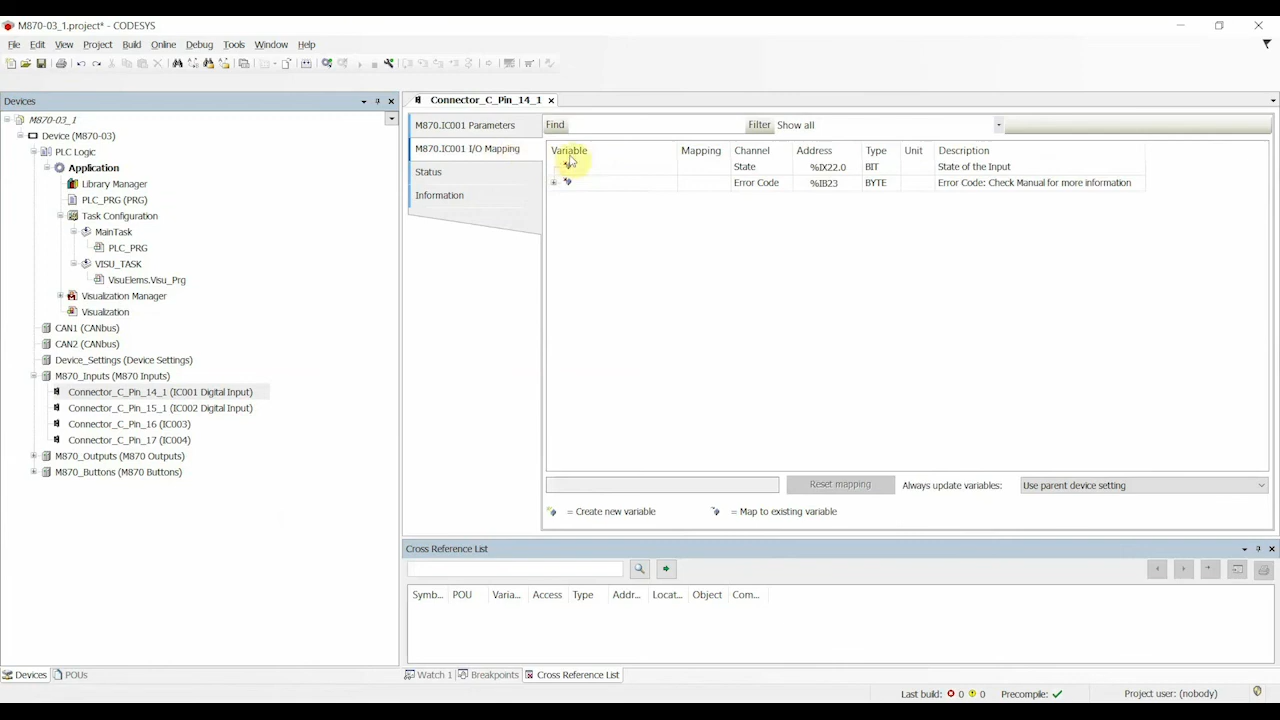 M870-03_1.project* - CODESYS
File Edit View Project Build Online Debug Tools Window Help
Devices
M870-03_1
Device (M870-03)
PLC Logic
Application
Library Manager
PLC_PRG (PRG)
Task Configuration
MainTask
PLC_PRG
VISU_TASK
VisuElems.Visu_Prg
Visualization Manager
Visualization
CAN1 (CANbus)
CAN2 (CANbus)
Device_Settings (Device Settings)
M870_Inputs (M870 Inputs)
Connector_C_Pin_14_1 (IC001 Digital Input)
Connector_C_Pin_15_1 (IC002 Digital Input)
Connector_C_Pin_16 (IC003)
Connector_C_Pin_17 (IC004)
M870_Outputs (M870 Outputs)
M870_Buttons (M870 Buttons)
Devices POUs
Connector_C_Pin_14_1
M870.IC001 Parameters
M870.IC001 I/O Mapping
Status
Information
Find Filter Show all
Variable Mapping Channel Address Type Unit Description
State %IX22.0 BIT State of the Input
Error Code %IB23 BYTE Error Code: Check Manual for more information
Reset mapping Always update variables: Use parent device setting
= Create new variable = Map to existing variable
Cross Reference List
Symb... POU Varia... Access Type Addr... Locat... Object Com...
Watch 1 Breakpoints Cross Reference List
Last build: 0 0 Precompile: Project user: (nobody)